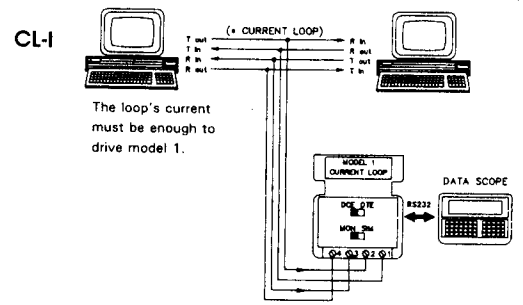 CL-I
(= CURRENT LOOP)
T out
T In
R In
R out
R In
R out
T out
T In
The loop's current
must be enough to
drive model 1.
MODEL 1
CURRENT LOOP
DCE DTE
MON SIM
4 3 2 1
RS232
DATA SCOPE